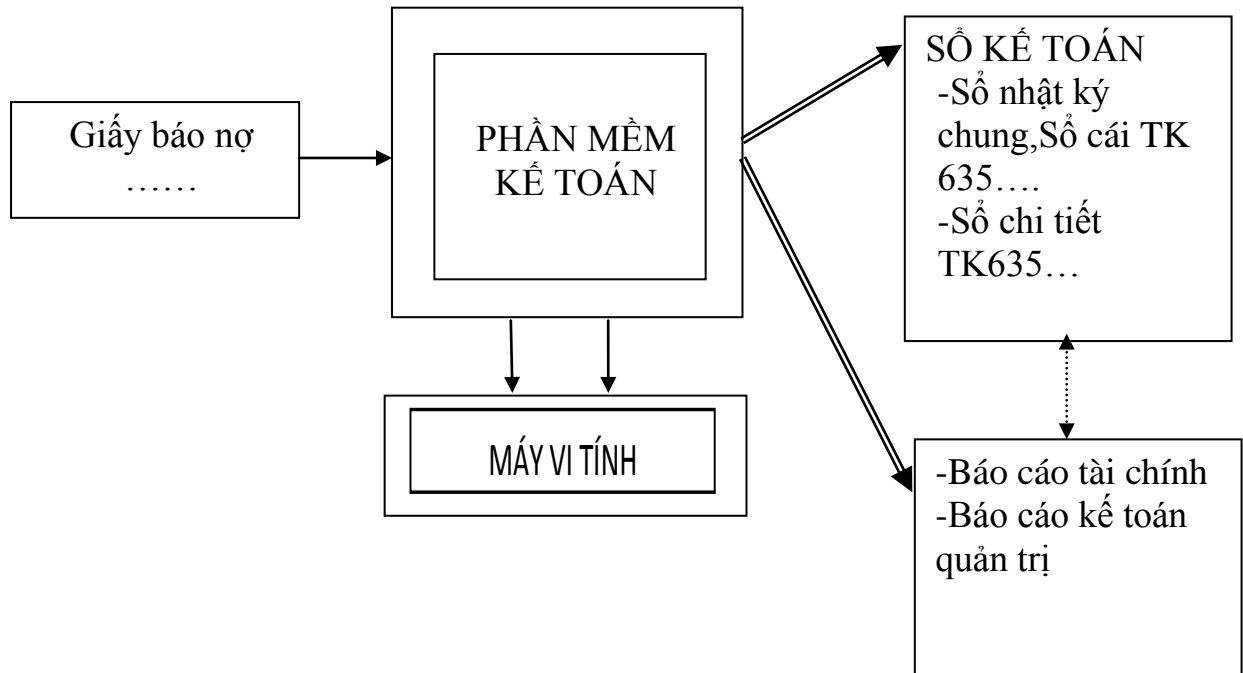 Giấy báo nợ
……
PHẦN MỀM
KẾ TOÁN
MÁY VI TÍNH
SỔ KẾ TOÁN
-Sổ nhật ký
chung,Sổ cái TK
635….
-Sổ chi tiết
TK635…
-Báo cáo tài chính
-Báo cáo kế toán
quản trị